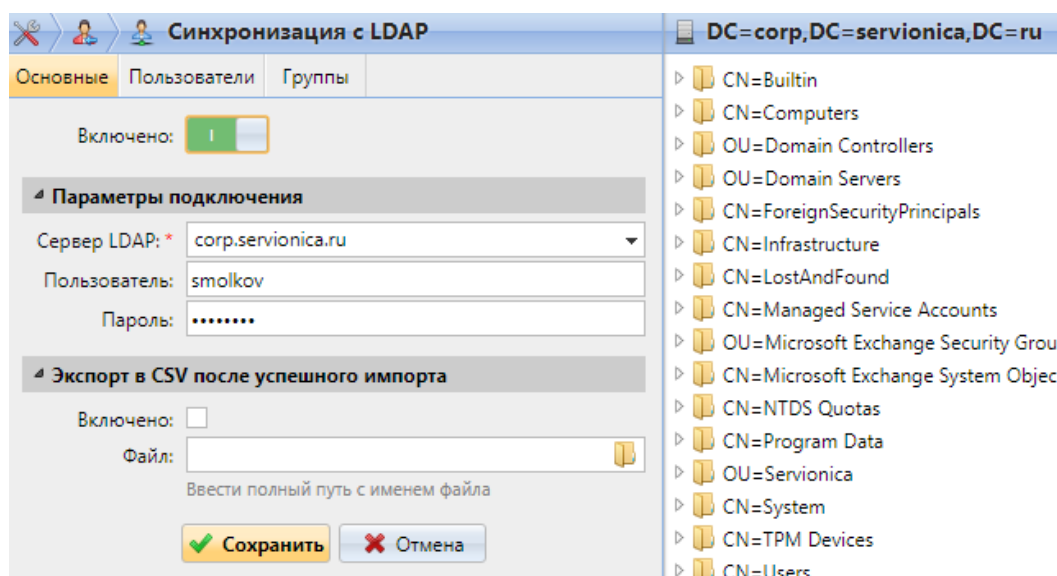 Синхронизация с LDAP
Основные Пользователи Группы
Включено: I
Параметры подключения
Сервер LDAP: * corp.servionica.ru
Пользователь: smolkov
Пароль: ••••••••
Экспорт в CSV после успешного импорта
Включено:
Файл:
Ввести полный путь с именем файла
Сохранить Отмена
DC=corp,DC=servionica,DC=ru
CN=Builtin
CN=Computers
OU=Domain Controllers
OU=Domain Servers
CN=ForeignSecurityPrincipals
CN=Infrastructure
CN=LostAndFound
CN=Managed Service Accounts
OU=Microsoft Exchange Security Grou
CN=Microsoft Exchange System Objec
CN=NTDS Quotas
CN=Program Data
OU=Servionica
CN=System
CN=TPM Devices
CN=Users